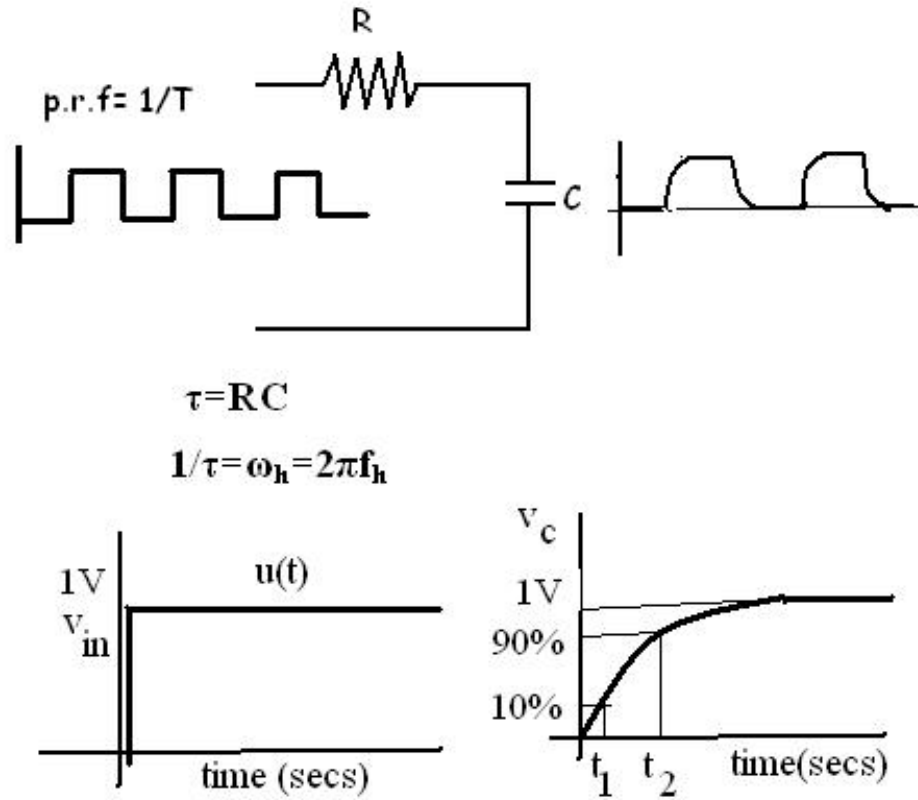 R
p.r.f= 1/T
C
τ=RC
1/τ=ωh=2πfh
1V
u(t)
vin
time (secs)
vc
1V
90%
10%
t1 t2 time(secs)